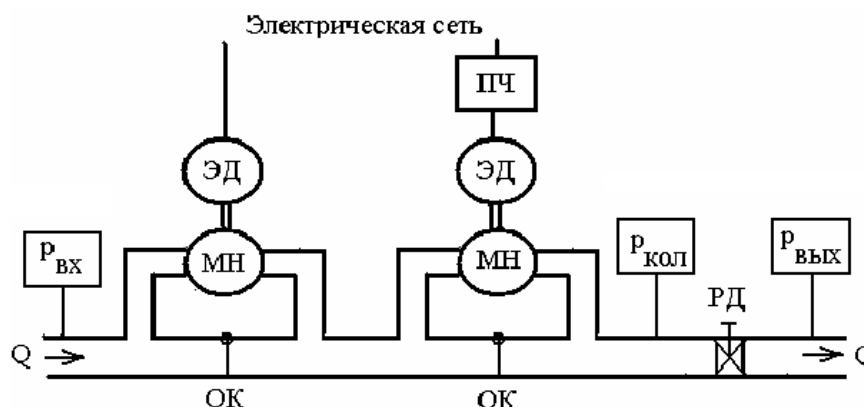 Электрическая сеть
ПЧ
ЭД
ЭД
pвх
МН
МН
pкол
pвых
РД
Q
Q
ОК
ОК